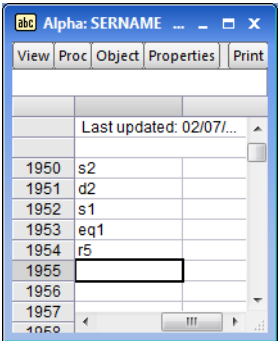 abc Alpha: SERNAME ...
View Proc Object Properties Print
Last updated: 02/07/...
1950 s2
1951 d2
1952 s1
1953 eq1
1954 r5
1955
1956
1957